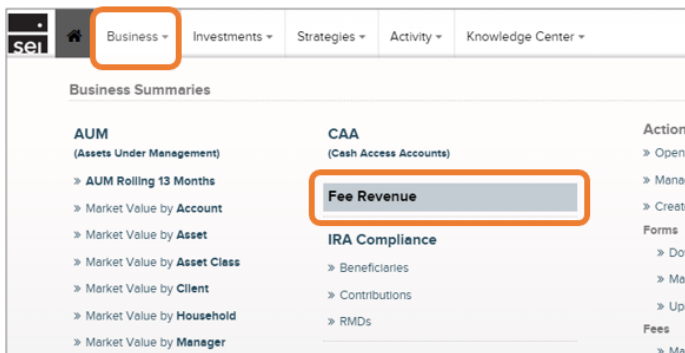 sei
Business
Investments
Strategies
Activity
Knowledge Center
Business Summaries
AUM
(Assets Under Management)
» AUM Rolling 13 Months
» Market Value by Account
» Market Value by Asset
» Market Value by Asset Class
» Market Value by Client
» Market Value by Household
» Market Value by Manager
CAA
(Cash Access Accounts)
Fee Revenue
IRA Compliance
» Beneficiaries
» Contributions
» RMDs
Action
» Open
» Mana
» Creat
Forms
» Do
» Ma
» Up
Fees
» Ma